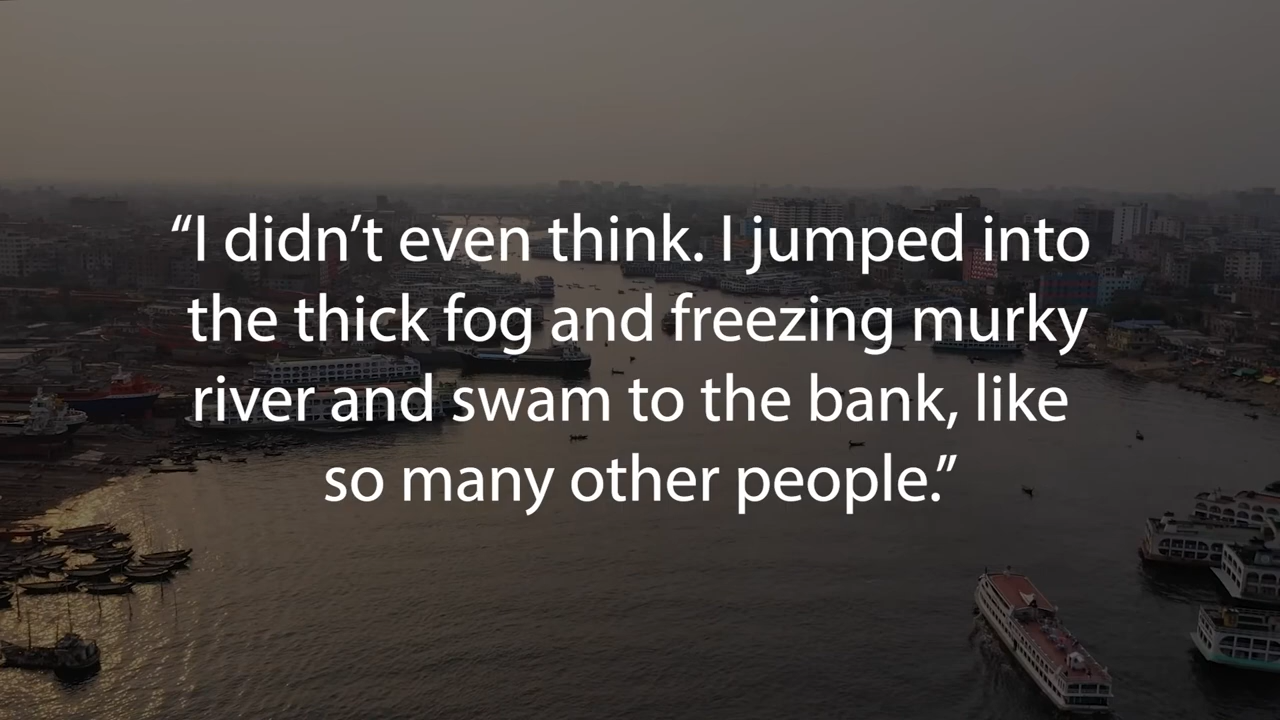 “I didn’t even think. I jumped into
the thick fog and freezing murky
river and swam to the bank, like
so many other people.”